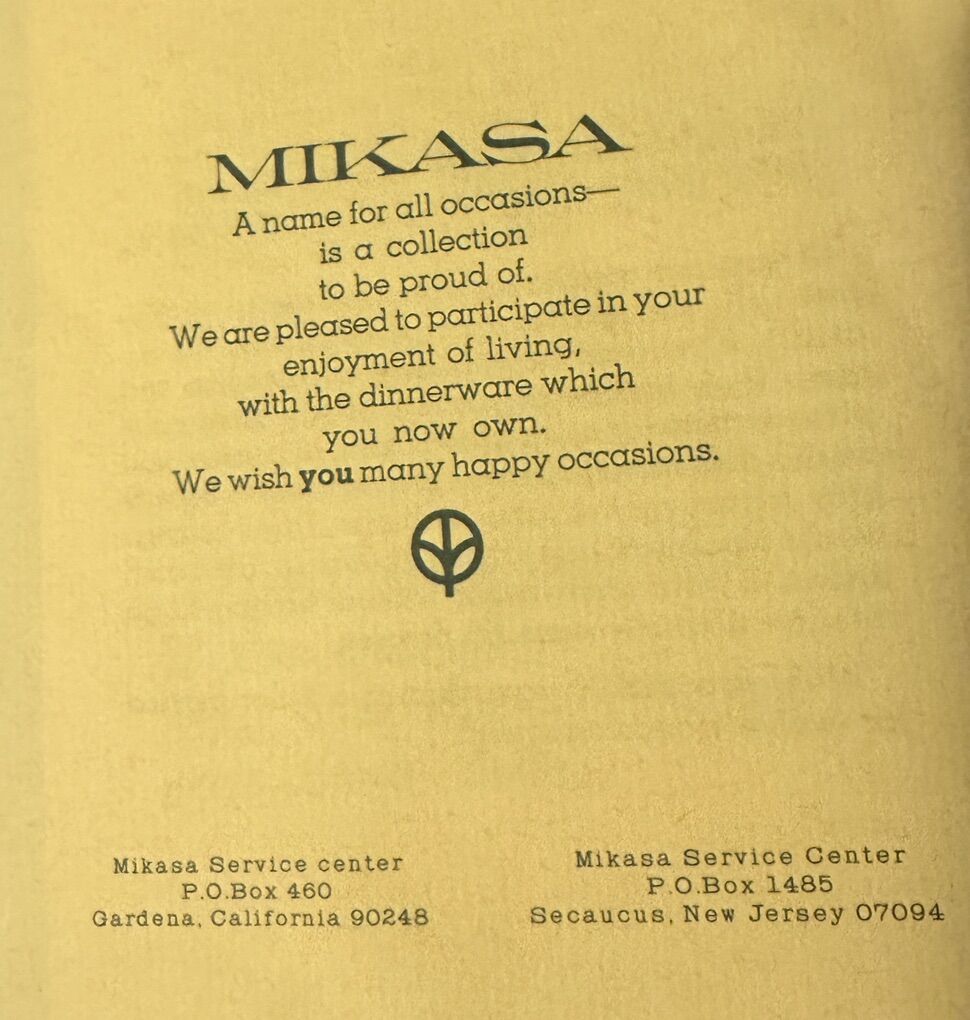 MIKASA
A name for all occasions—
is a collection
to be proud of.
We are pleased to participate in your
enjoyment of living,
with the dinnerware which
you now own.
We wish you many happy occasions.
Mikasa Service center
P.O.Box 460
Gardena, California 90248
Mikasa Service Center
P.O.Box 1485
Secaucus, New Jersey 07094